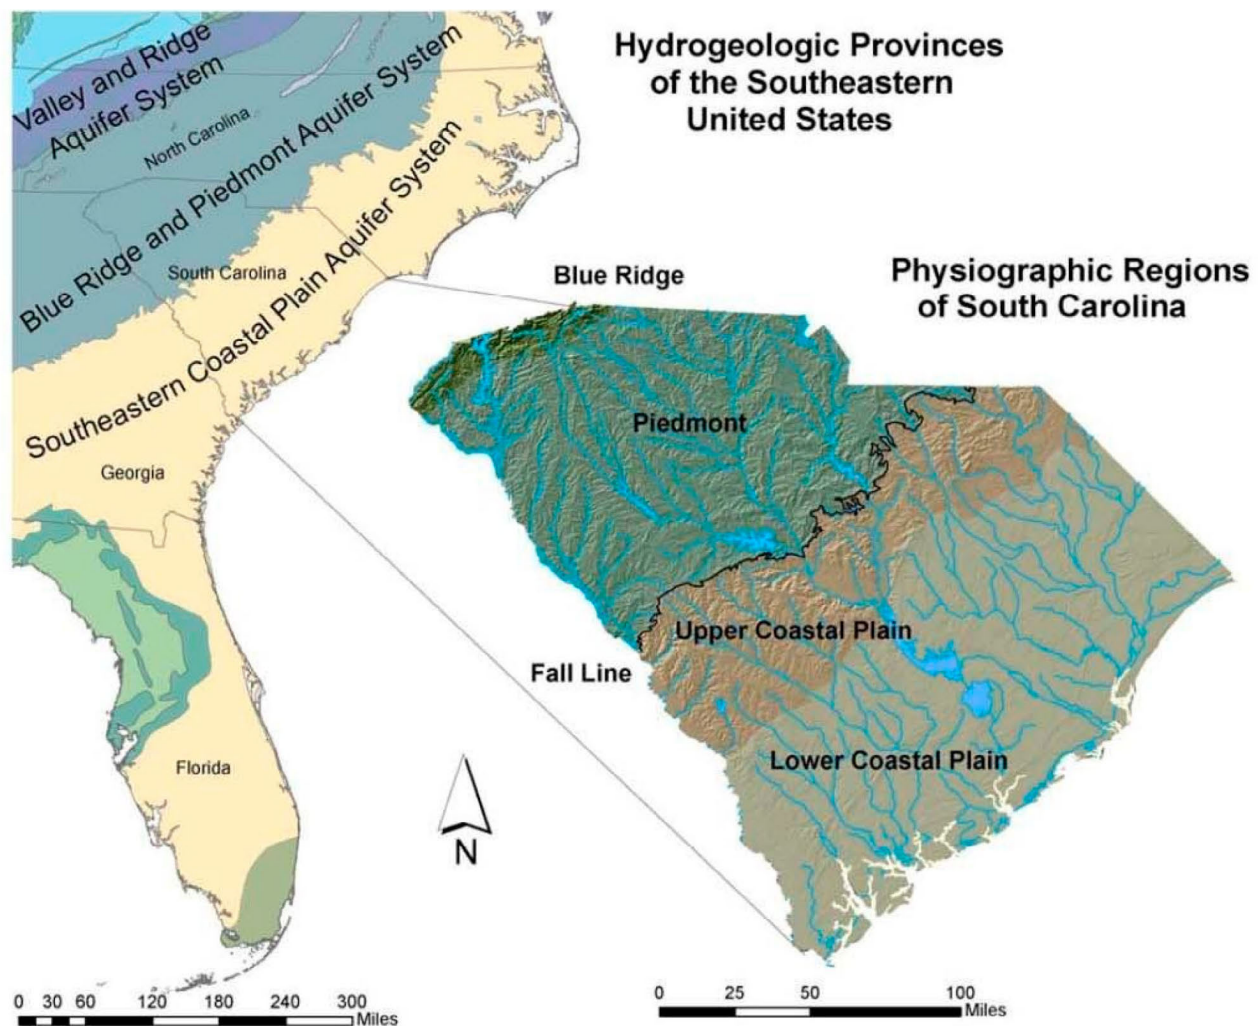 Hydrogeologic Provinces
of the Southeastern
United States
Valley and Ridge
Aquifer System
North Carolina
Blue Ridge and Piedmont Aquifer System
South Carolina
Southeastern Coastal Plain Aquifer System
Georgia
Florida
Blue Ridge
Physiographic Regions
of South Carolina
Piedmont
Upper Coastal Plain
Fall Line
Lower Coastal Plain
N
0 30 60 120 180 240 300
Miles
0 25 50 100
Miles